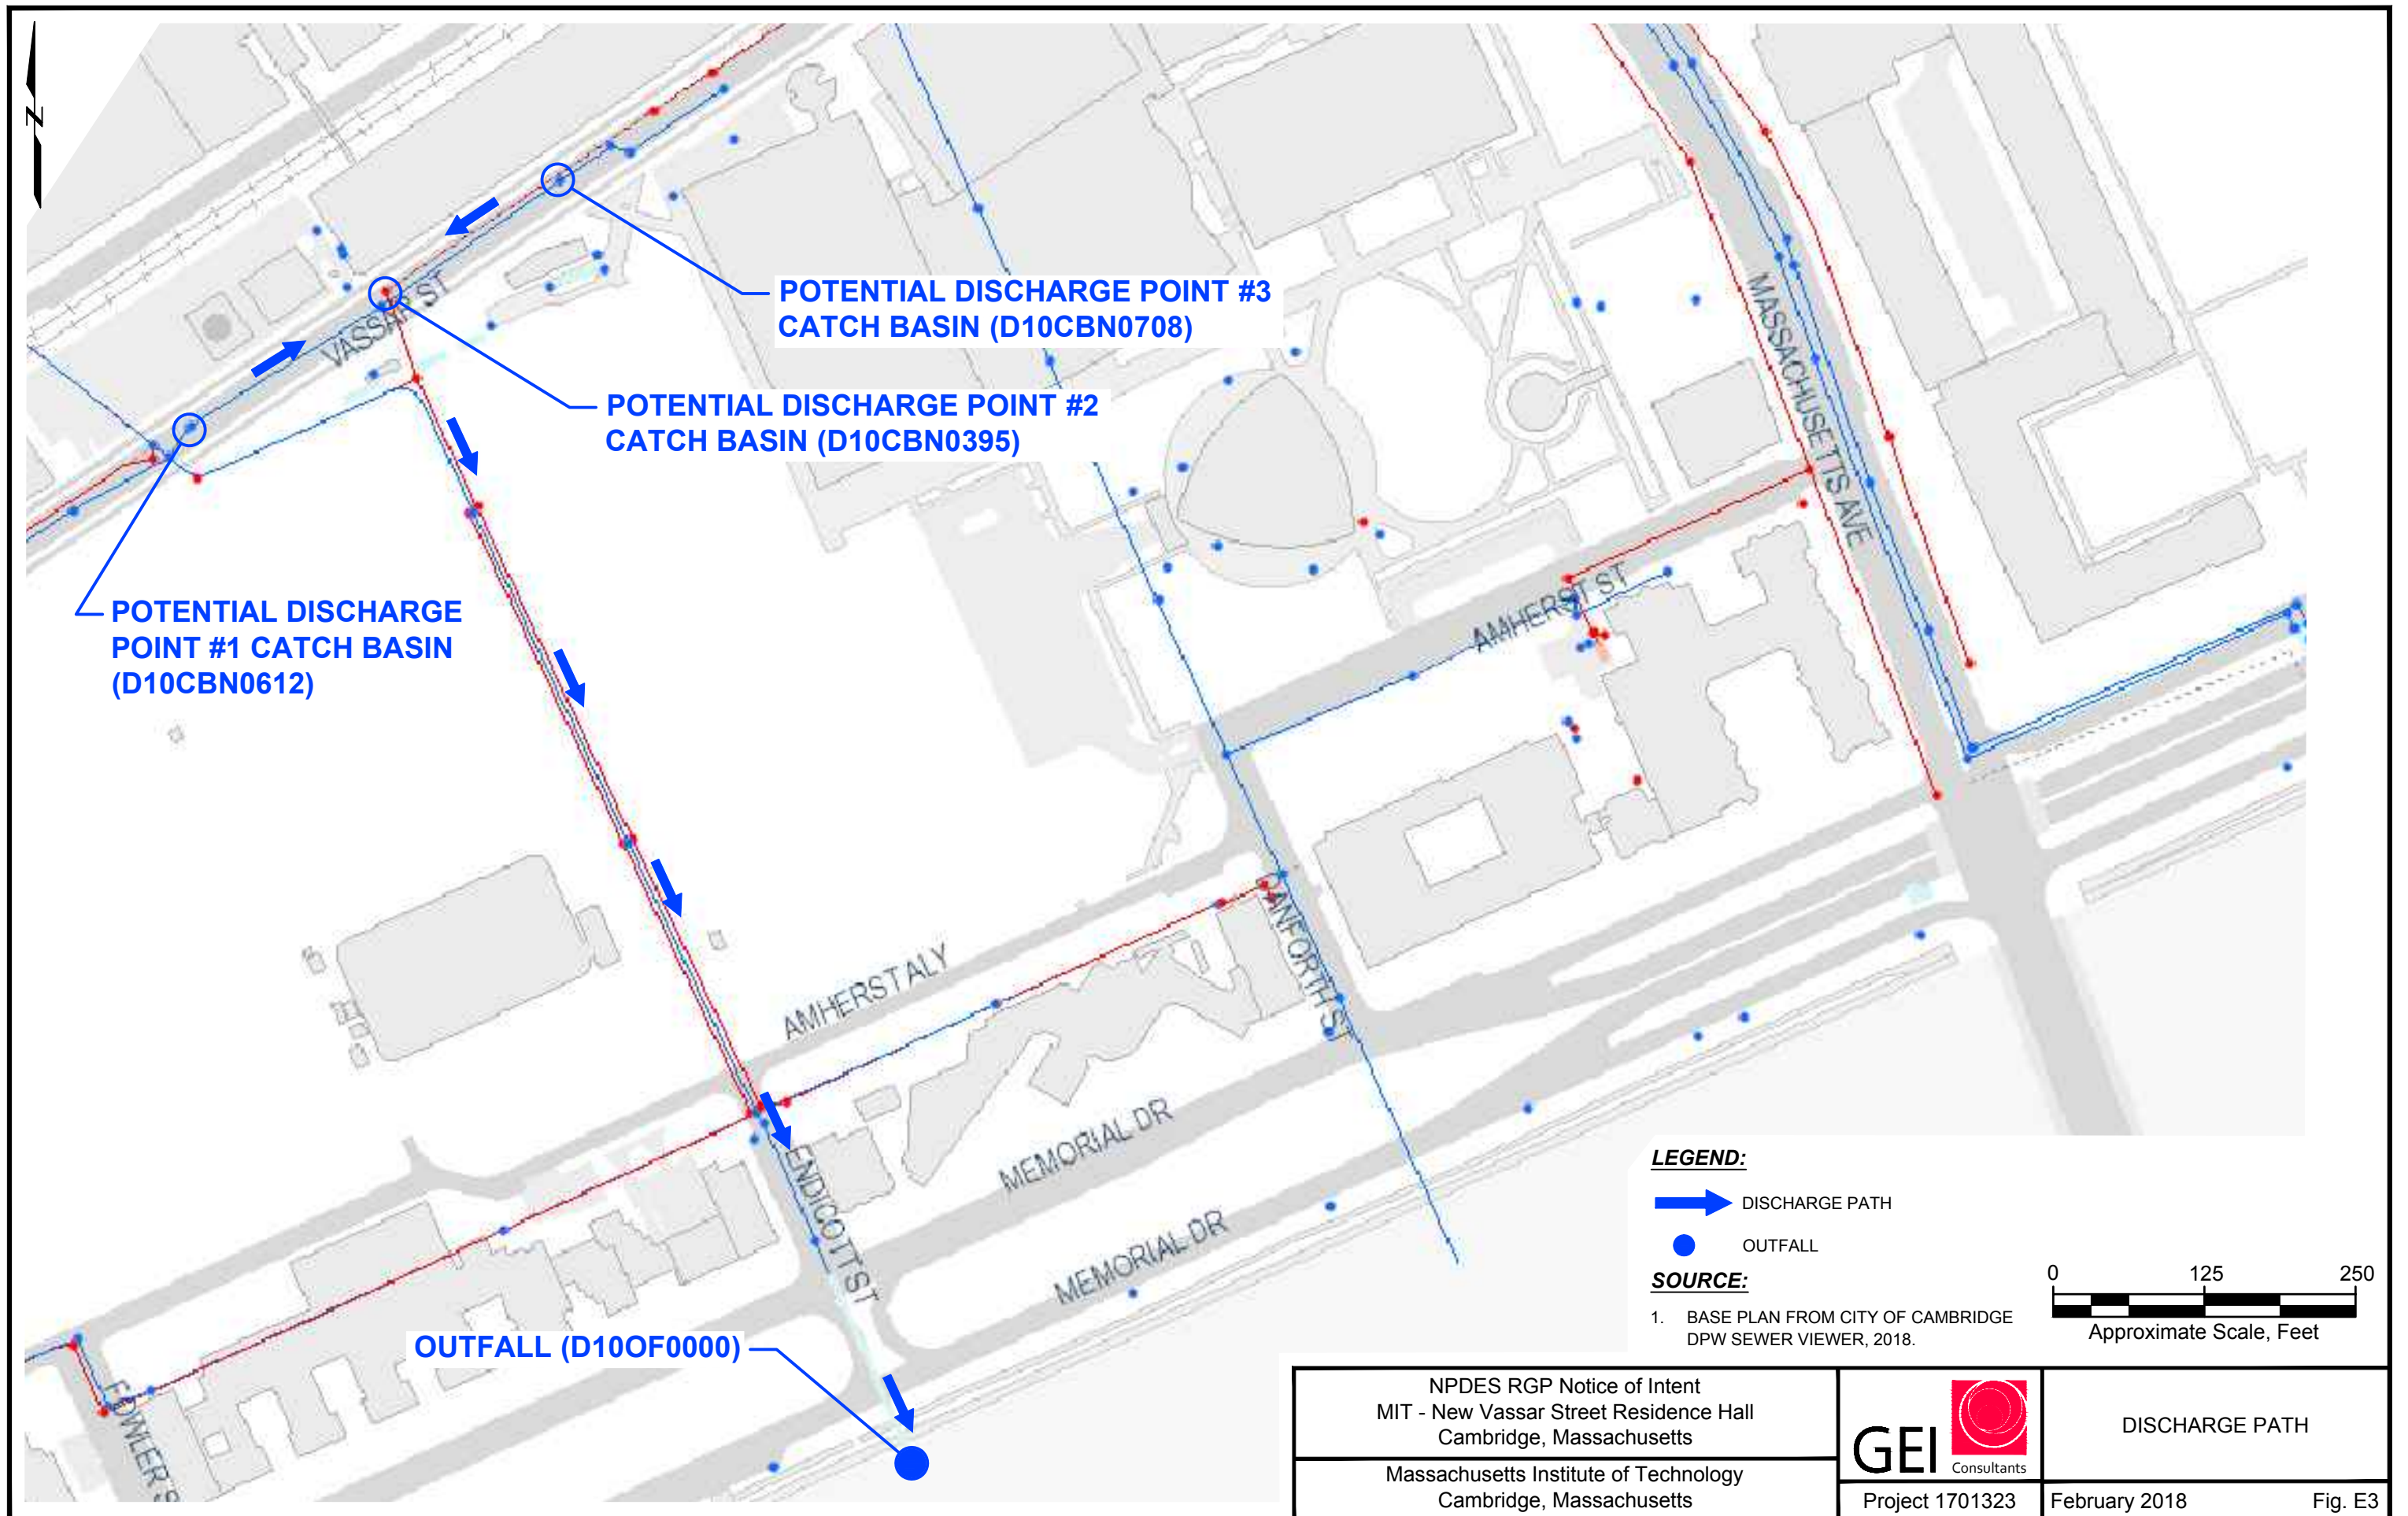 N
VASSAR ST
POTENTIAL DISCHARGE POINT #3
CATCH BASIN (D10CBN0708)
POTENTIAL DISCHARGE POINT #2
CATCH BASIN (D10CBN0395)
MASSACHUSETTS AVE
POTENTIAL DISCHARGE
POINT #1 CATCH BASIN
(D10CBN0612)
AMHERST ST
AMHERST ALY
DANFORTH ST
MEMORIAL DR
ENDICOTT ST
MEMORIAL DR
OUTFALL (D10OF0000)
FOWLER S
LEGEND:
DISCHARGE PATH
OUTFALL
SOURCE:
1. BASE PLAN FROM CITY OF CAMBRIDGE
DPW SEWER VIEWER, 2018.
0 125 250
Approximate Scale, Feet
NPDES RGP Notice of Intent
MIT - New Vassar Street Residence Hall
Cambridge, Massachusetts
Massachusetts Institute of Technology
Cambridge, Massachusetts
GEI Consultants
Project 1701323
DISCHARGE PATH
February 2018
Fig. E3